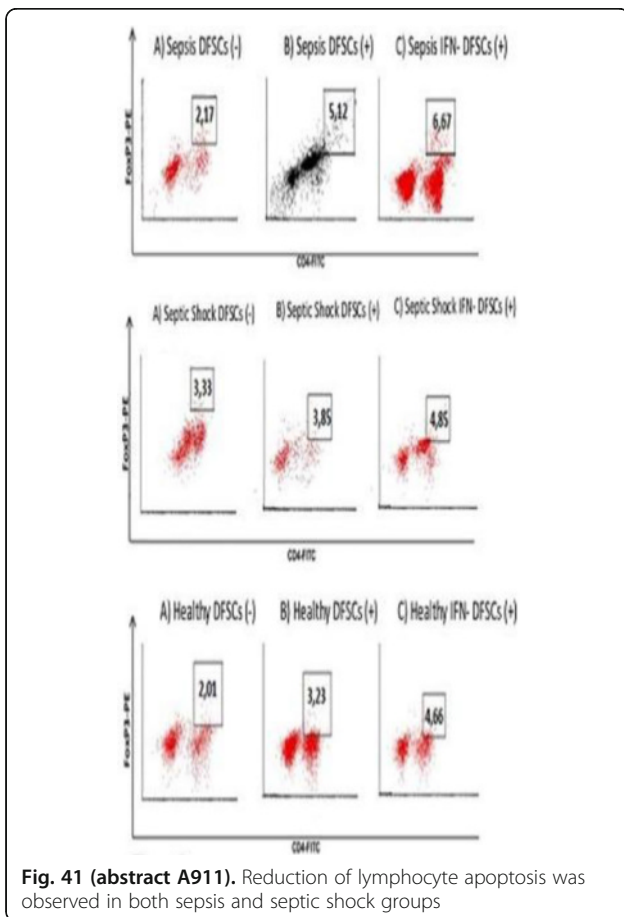 A) Sepsis DFSCs (-) B) Sepsis DFSCs (+) C) Sepsis IFN- DFSCs (+)
2,17 5,12 6,67
FoxP3-PE
CD4-FITC
A) Septic Shock DFSCs (-) B) Septic Shock DFSCs (+) C) Septic Shock IFN- DFSCs (+)
3,33 3,85 4,85
FoxP3-PE
CD4-FITC
A) Healthy DFSCs (-) B) Healthy DFSCs (+) C) Healthy IFN- DFSCs (+)
2,01 3,23 4,66
FoxP3-PE
CD4-FITC
Fig. 41 (abstract A911). Reduction of lymphocyte apoptosis was
observed in both sepsis and septic shock groups